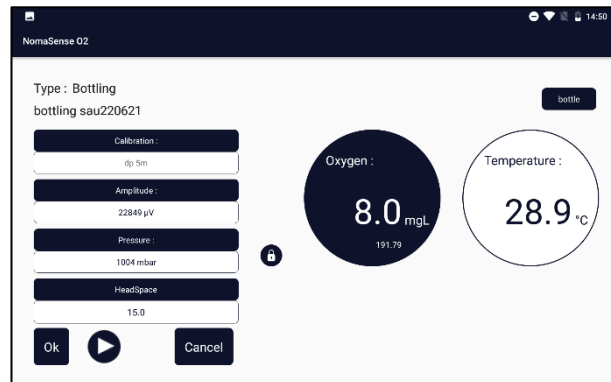 14:50
NomaSense O2
Type : Bottling
bottling sau220621
bottle
Calibration :
dp 5m
Amplitude :
22849 µV
Pressure :
1004 mbar
HeadSpace
15.0
Ok
Cancel
Oxygen :
8.0 mgL
191.79
Temperature :
28.9 °C